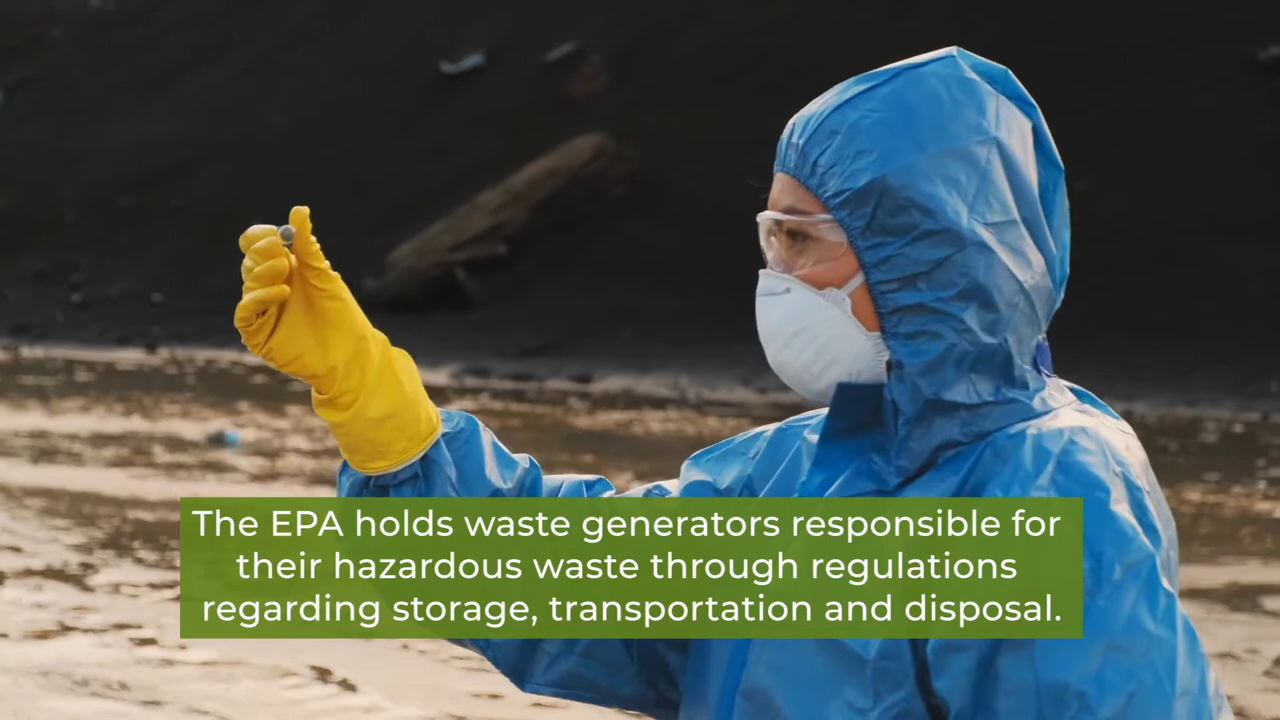 The EPA holds waste generators responsible for
their hazardous waste through regulations
regarding storage, transportation and disposal.